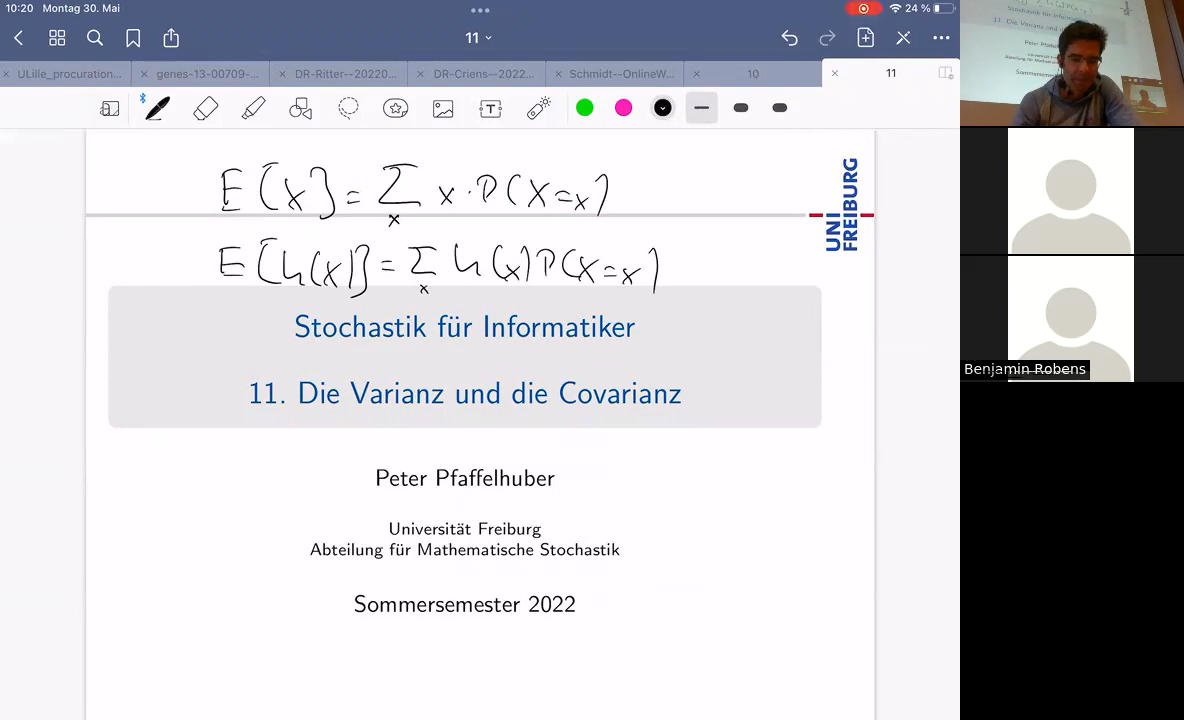 10:20 Montag 30. Mai
24 %
11
ULille_procuration...
genes-13-00709-...
DR-Ritter--20220...
DR-Criens--2022...
Schmidt--OnlineW...
10
11
E[X] = Σ x · P(X=x)
x
UNI
FREIBURG
E[h(X)] = Σ h(x) P(X=x)
x
Stochastik für Informatiker
11. Die Varianz und die Covarianz
Peter Pfaffelhuber
Universität Freiburg
Abteilung für Mathematische Stochastik
Sommersemester 2022
Benjamin Robens